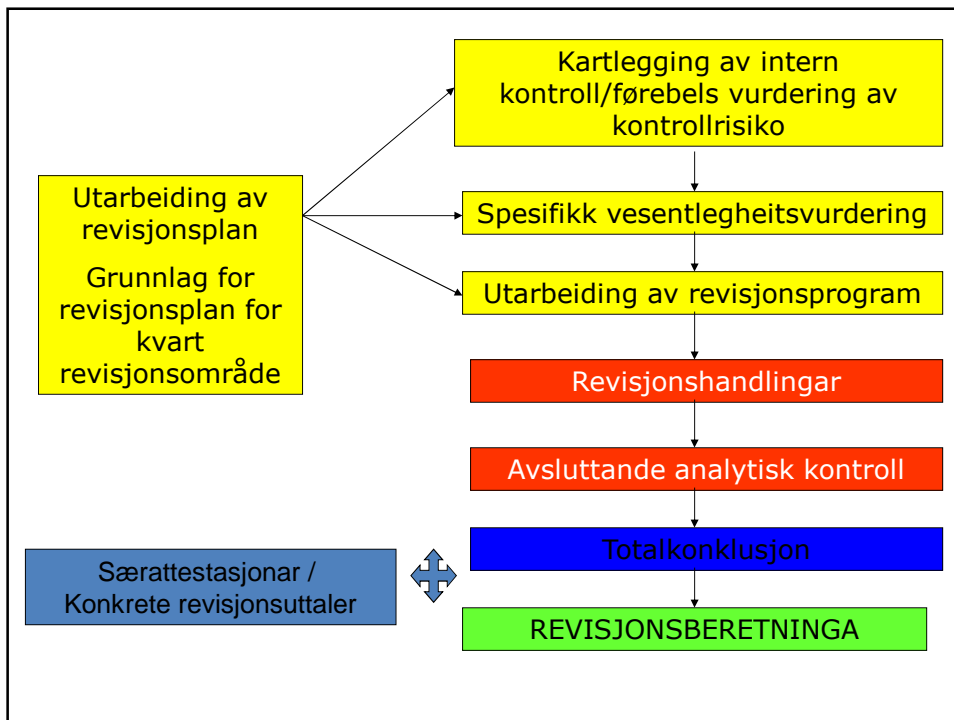 Utarbeiding av
revisjonsplan
Grunnlag for
revisjonsplan for
kvart
revisjonsområde
Kartlegging av intern
kontroll/førebels vurdering av
kontrollrisiko
Spesifikk vesentlegheitsvurdering
Utarbeiding av revisjonsprogram
Revisjonshandlingar
Avsluttande analytisk kontroll
Totalkonklusjon
Særattestasjonar /
Konkrete revisjonsuttaler
REVISJONSBERETNINGA